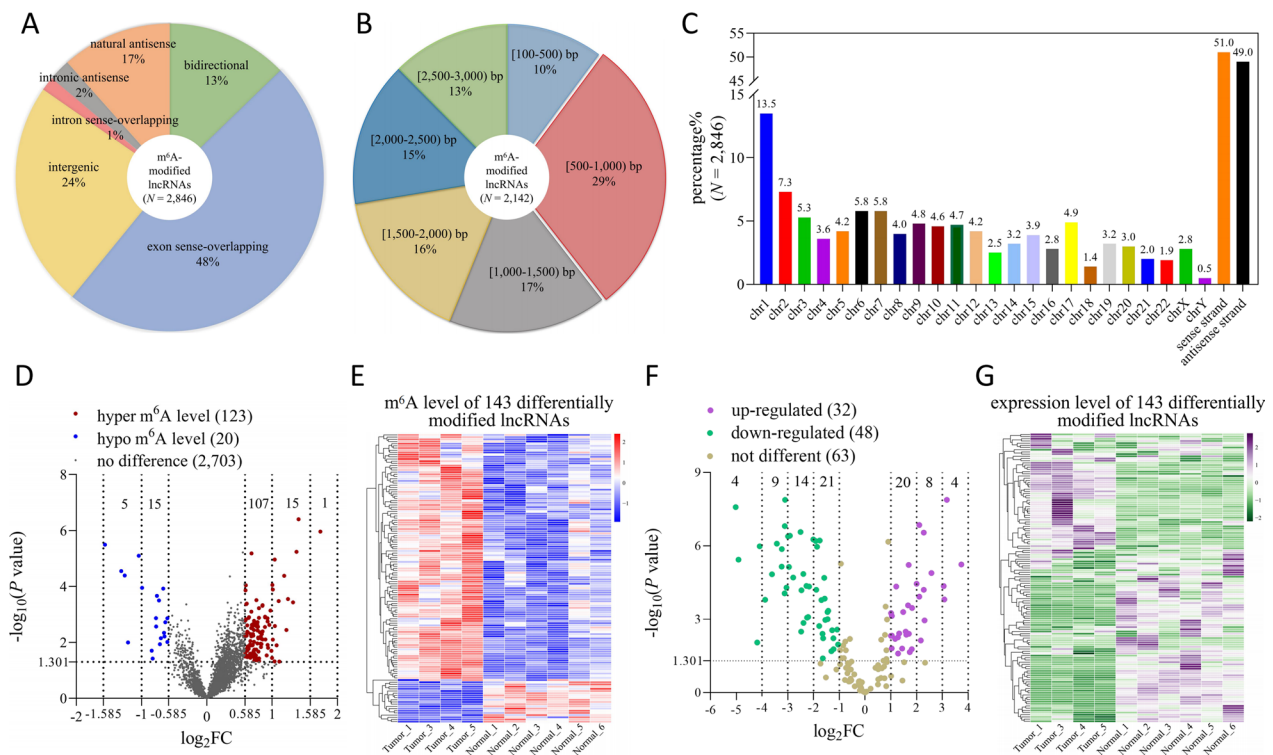 A
natural antisense
17%
bidirectional
13%
intronic antisense
2%
intron sense-overlapping
1%
intergenic
24%
m⁶A-
modified
lncRNAs
(N = 2,846)
exon sense-overlapping
48%
B
[100-500) bp
10%
[2,500-3,000) bp
13%
[2,000-2,500) bp
15%
[500-1,000) bp
29%
m⁶A-
modified
lncRNAs
(N = 2,142)
[1,500-2,000) bp
16%
[1,000-1,500) bp
17%
C
percentage%
(N = 2,846)
55
50
45
15
10
5
0
13.5
7.3
5.3
3.6
4.2
5.8
5.8
4.0
4.8
4.6
4.7
4.2
2.5
3.2
3.9
2.8
4.9
1.4
3.2
3.0
2.0
1.9
2.8
0.5
51.0
49.0
chr1
chr2
chr3
chr4
chr5
chr6
chr7
chr8
chr9
chr10
chr11
chr12
chr13
chr14
chr15
chr16
chr17
chr18
chr19
chr20
chr21
chr22
chrX
chrY
sense strand
antisense strand
D
hyper m⁶A level (123)
hypo m⁶A level (20)
no difference (2,703)
5
15
107
15
1
-log₁₀(P value)
8
6
4
2
1.301
0
-2
-1.585
-1
-0.585
0
0.585
1
1.585
2
log₂FC
E
m⁶A level of 143 differentially
modified lncRNAs
2
1
0
-1
Tumor_1
Tumor_3
Tumor_4
Tumor_5
Normal_1
Normal_2
Normal_3
Normal_4
Normal_5
Normal_6
F
up-regulated (32)
down-regulated (48)
not different (63)
4
9
14
21
20
8
4
-log₁₀(P value)
9
6
3
1.301
0
-6
-5
-4
-3
-2
-1
0
1
2
3
4
log₂FC
G
expression level of 143 differentially
modified lncRNAs
2
1
0
-1
-2
Tumor_1
Tumor_3
Tumor_4
Tumor_5
Normal_1
Normal_2
Normal_3
Normal_4
Normal_5
Normal_6